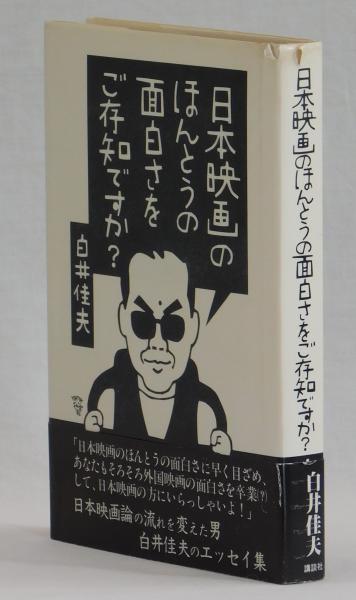 日本映画の
ほんとうの
面白さを
ご存知ですか?
白井佳夫
「日本映画のほんとうの面白さに早く目ざめ、
あなたもそろそろ外国映画の面白さを卒業(?)
して、日本映画の方にいらっしゃいよ!」
日本映画論の流れを変えた男
白井佳夫のエッセイ集
日本映画のほんとうの面白さをご存知ですか?
白井佳夫
講談社